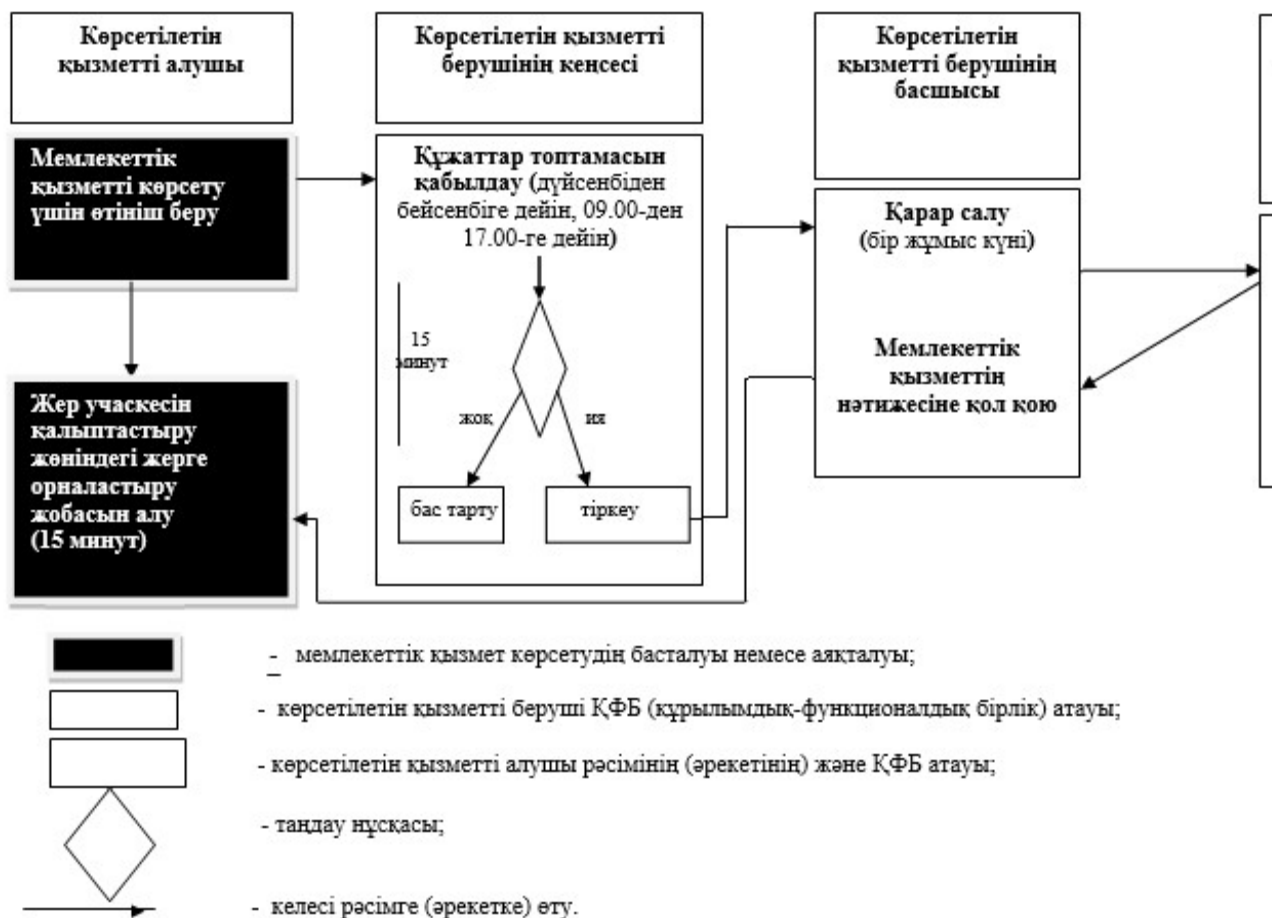 Көрсетілетін
қызметті алушы
Көрсетілетін қызметті
берушінің кеңсесі
Көрсетілетін
қызметті берушінің
басшысы
Мемлекеттік
қызметті көрсету
үшін өтініш беру
Құжаттар топтамасын
қабылдау (дүйсенбіден
бейсенбіге дейін, 09.00-ден
17.00-ге дейін)
15
минут
жоқ
ия
бас тарту
тіркеу
Қарар салу
(бір жұмыс күні)
Мемлекеттік
қызметтің
нәтижесіне қол қою
Жер учаскесін
қалыптастыру
жөніндегі жерге
орналастыру
жобасын алу
(15 минут)
- мемлекеттік қызмет көрсетудің басталуы немесе аяқталуы;
- көрсетілетін қызметті беруші ҚФБ (құрылымдық-функционалдық бірлік) атауы;
- көрсетілетін қызметті алушы рәсімінің (әрекетінің) және ҚФБ атауы;
- таңдау нұсқасы;
- келесі рәсімге (әрекетке) өту.